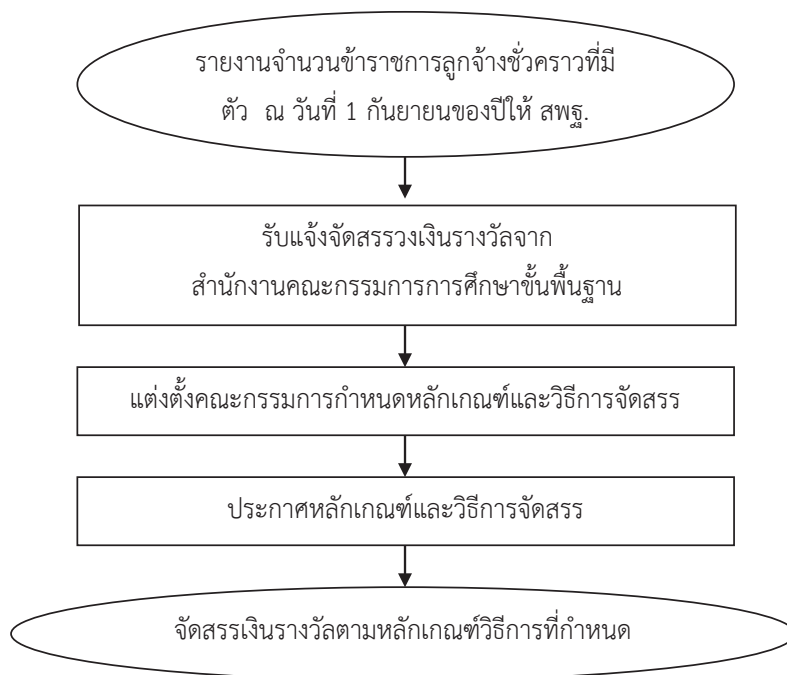 รายงานจำนวนข้าราชการลูกจ้างชั่วคราวที่มี
ตัว ณ วันที่ 1 กันยายนของปีให้ สพฐ.
รับแจ้งจัดสรรวงเงินรางวัลจาก
สำนักงานคณะกรรมการการศึกษาขั้นพื้นฐาน
แต่งตั้งคณะกรรมการกำหนดหลักเกณฑ์และวิธีการจัดสรร
ประกาศหลักเกณฑ์และวิธีการจัดสรร
จัดสรรเงินรางวัลตามหลักเกณฑ์วิธีการที่กำหนด